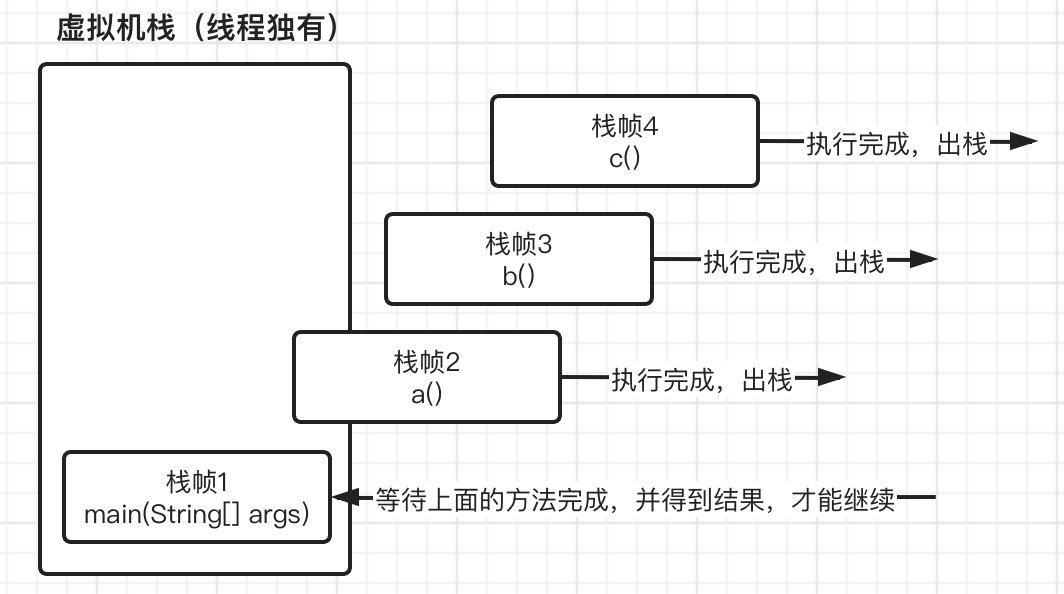 虚拟机栈（线程独有）
栈帧4
c()
执行完成，出栈
栈帧3
b()
执行完成，出栈
栈帧2
a()
执行完成，出栈
栈帧1
main(String[] args)
等待上面的方法完成，并得到结果，才能继续